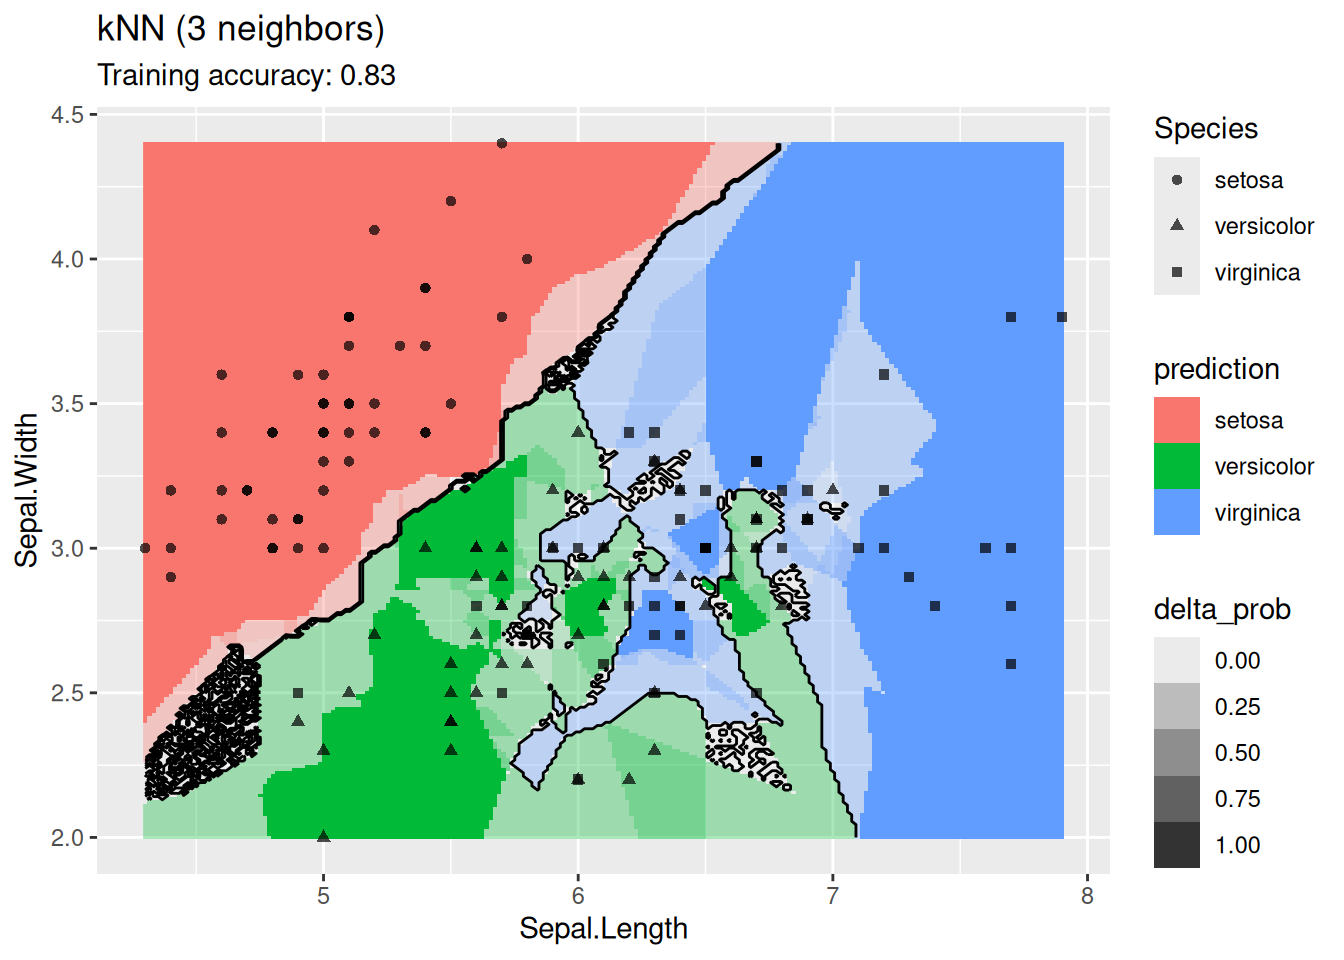 kNN (3 neighbors)
Training accuracy: 0.83
4.5
4.0
3.5
3.0
2.5
2.0
Sepal.Width
5
6
7
8
Sepal.Length
Species
setosa
versicolor
virginica
prediction
setosa
versicolor
virginica
delta_prob
0.00
0.25
0.50
0.75
1.00